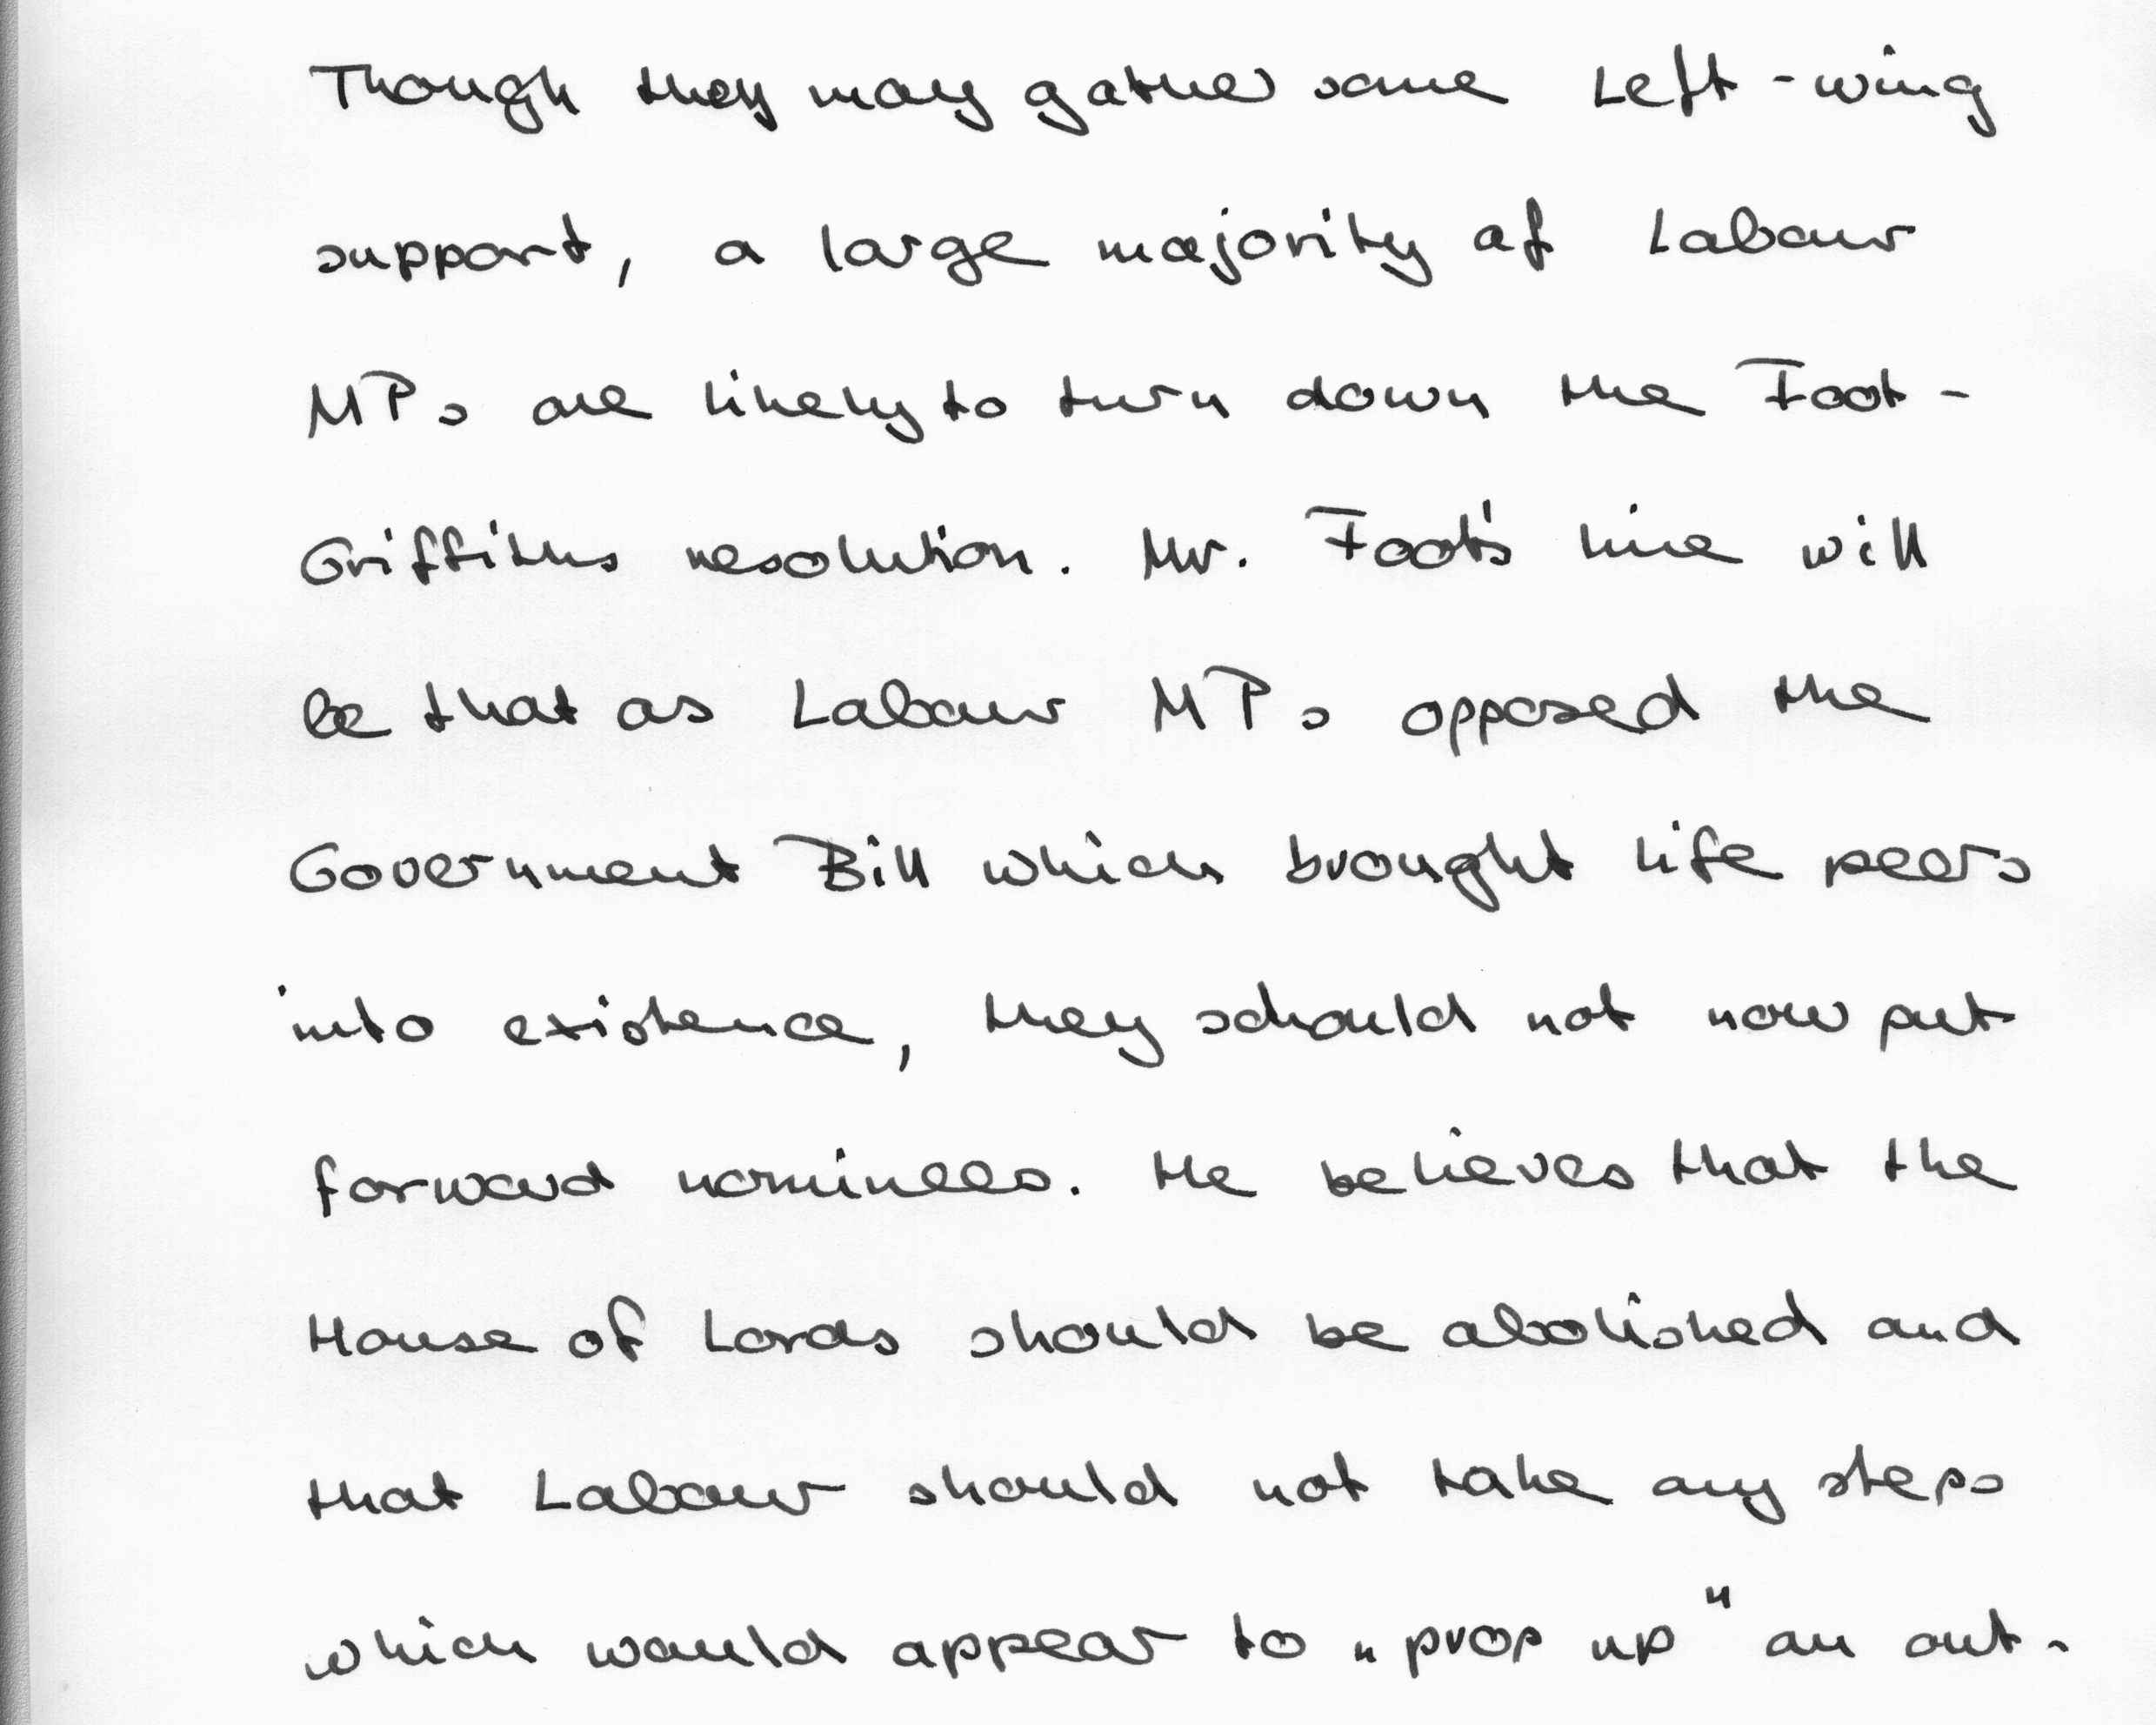 Though they may gather some Left-wing
support, a large majority of Labour
MPs are likely to turn down the Foot-
Griffiths resolution. Mr. Foot's line will
be that as Labour MPs opposed the
Government Bill which brought life peers
into existence, they schould not now put
forward nominees. He believes that the
House of Lords should be abolished and
that Labour should not take any steps
which would appear to „prop up" an out-